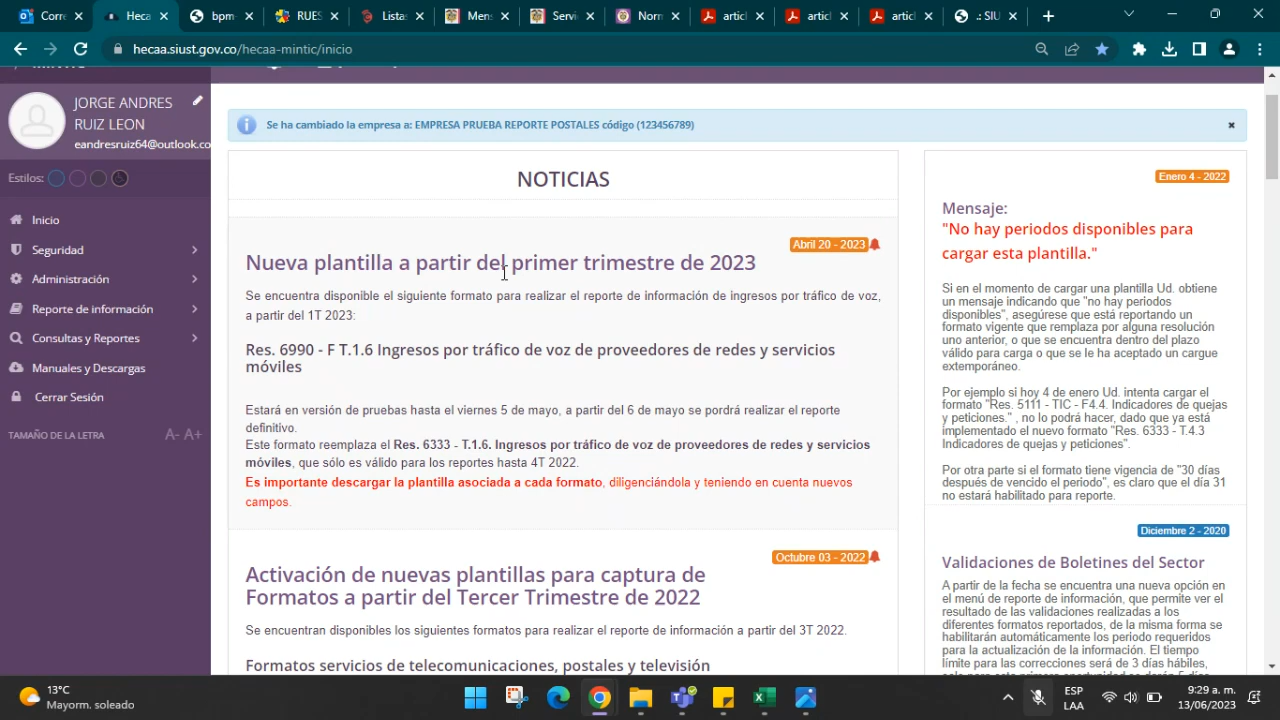 Corre
Hecaa
bpm-
RUES
Listas
Mens
Servi
Norn
artic
artic
artic
.: SIU
hecaa.siust.gov.co/hecaa-mintic/inicio
JORGE ANDRES
RUIZ LEON
eandresruiz64@outlook.co
Estilos:
Inicio
Seguridad
Administración
Reporte de información
Consultas y Reportes
Manuales y Descargas
Cerrar Sesión
TAMAÑO DE LA LETRA A- A+
Se ha cambiado la empresa a: EMPRESA PRUEBA REPORTE POSTALES código (123456789)
NOTICIAS
Abril 20 - 2023
Nueva plantilla a partir del primer trimestre de 2023
Se encuentra disponible el siguiente formato para realizar el reporte de información de ingresos por tráfico de voz,
a partir del 1T 2023:
Res. 6990 - F T.1.6 Ingresos por tráfico de voz de proveedores de redes y servicios
móviles
Estará en versión de pruebas hasta el viernes 5 de mayo, a partir del 6 de mayo se pordrá realizar el reporte
definitivo.
Este formato reemplaza el Res. 6333 - T.1.6. Ingresos por tráfico de voz de proveedores de redes y servicios
móviles, que sólo es válido para los reportes hasta 4T 2022.
Es importante descargar la plantilla asociada a cada formato, diligenciándola y teniendo en cuenta nuevos
campos.
Octubre 03 - 2022
Activación de nuevas plantillas para captura de
Formatos a partir del Tercer Trimestre de 2022
Se encuentran disponibles los siguientes formatos para realizar el reporte de información a partir del 3T 2022.
Formatos servicios de telecomunicaciones, postales y televisión
Enero 4 - 2022
Mensaje:
"No hay periodos disponibles para
cargar esta plantilla."
Si en el momento de cargar una plantilla Ud. obtiene
un mensaje indicando que "no hay periodos
disponibles", asegúrese que está reportando un
formato vigente que remplaza por alguna resolución
uno anterior, o que se encuentra dentro del plazo
válido para carga o que se le ha aceptado un cargue
extemporáneo.
Por ejemplo si hoy 4 de enero Ud. intenta cargar el
formato "Res. 5111 - TIC - F4.4. Indicadores de quejas
y peticiones." , no lo podrá hacer, dado que ya está
implementado el nuevo formato "Res. 6333 - T.4.3
Indicadores de quejas y peticiones".
Por otra parte si el formato tiene vigencia de "30 días
después de vencido el periodo", es claro que el día 31
no estará habilitado para reporte.
Diciembre 2 - 2020
Validaciones de Boletines del Sector
A partir de la fecha se encuentra una nueva opción en
el menú de reporte de información, que permite ver el
resultado de las validaciones realizadas a los
diferentes formatos reportados, de la misma forma se
habilitarán automáticamente los periodo requeridos
para la actualización de la información. El tiempo
límite para las correcciones será de 3 días hábiles,
13°C
Mayorm. soleado
ESP
LAA
9:29 a. m.
13/06/2023